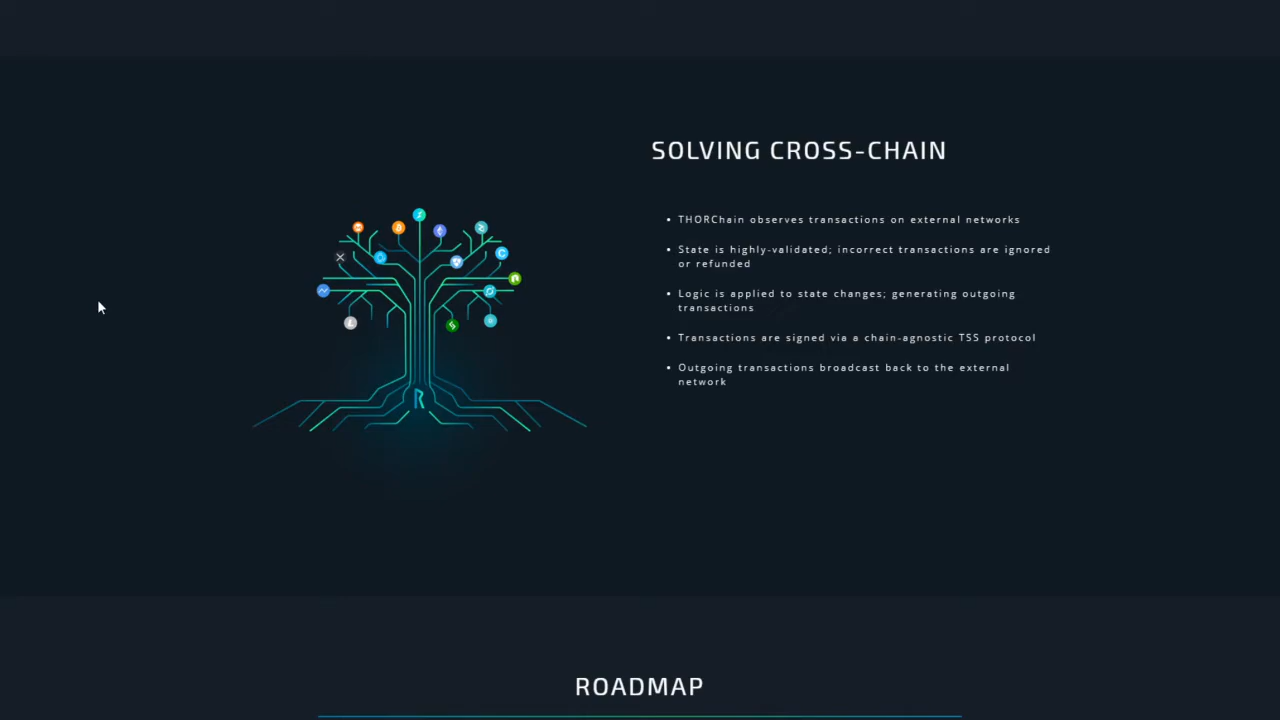 SOLVING CROSS-CHAIN
• THORChain observes transactions on external networks
• State is highly-validated; incorrect transactions are ignored
or refunded
• Logic is applied to state changes; generating outgoing
transactions
• Transactions are signed via a chain-agnostic TSS protocol
• Outgoing transactions broadcast back to the external
network
R
ROADMAP